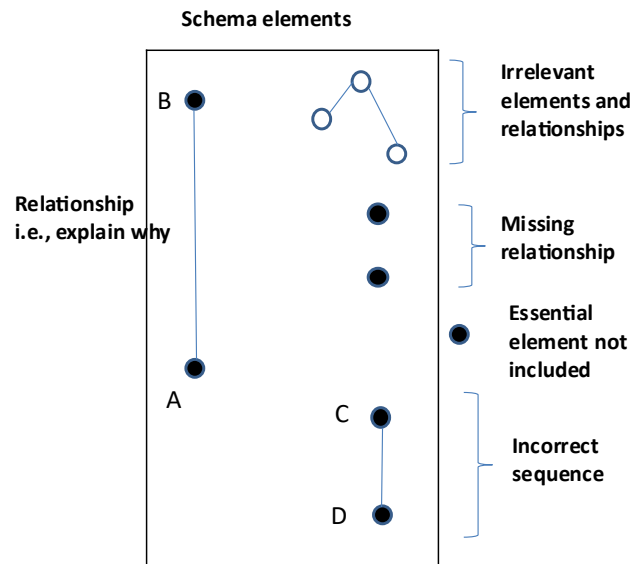 Schema elements
B
Irrelevant
elements and
relationships
Relationship
i.e., explain why
Missing
relationship
Essential
element not
included
A
C
Incorrect
sequence
D